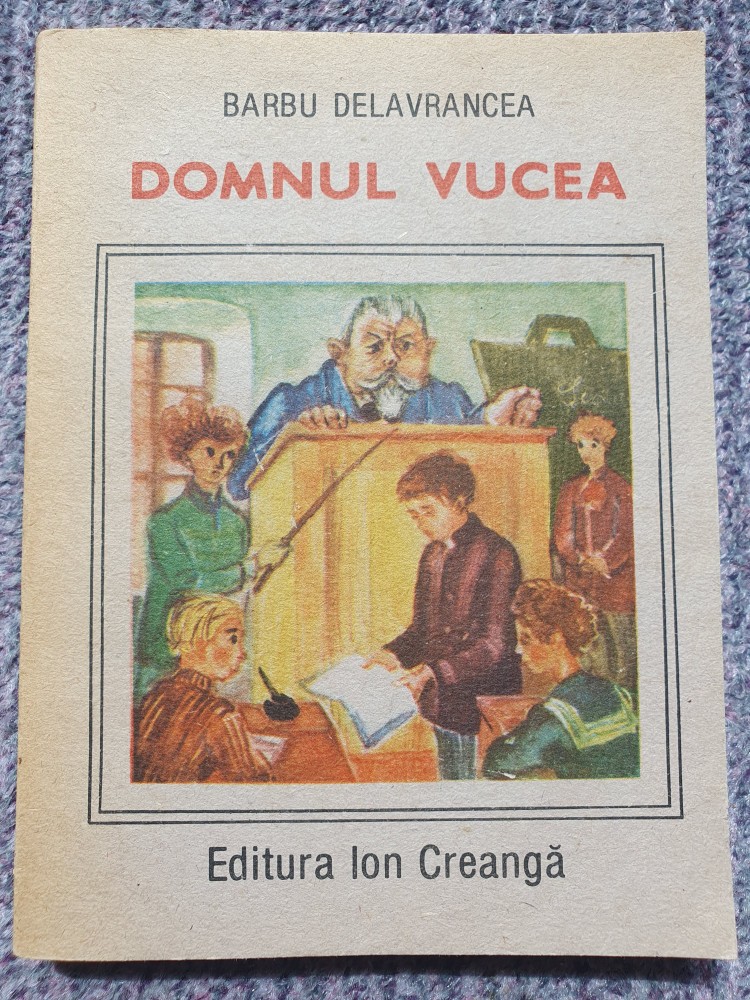 BARBU DELAVRANCEA
DOMNUL VUCEA
Editura Ion Creangă